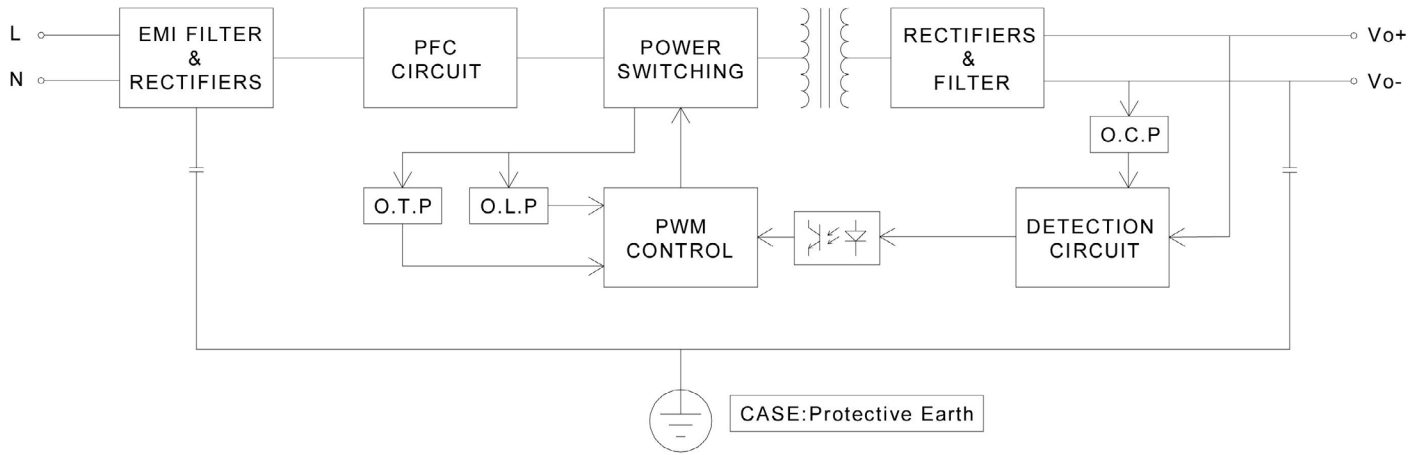 L
N
EMI FILTER
&
RECTIFIERS
PFC
CIRCUIT
POWER
SWITCHING
RECTIFIERS
&
FILTER
Vo+
Vo-
O.C.P
O.T.P
O.L.P
PWM
CONTROL
DETECTION
CIRCUIT
CASE:Protective Earth